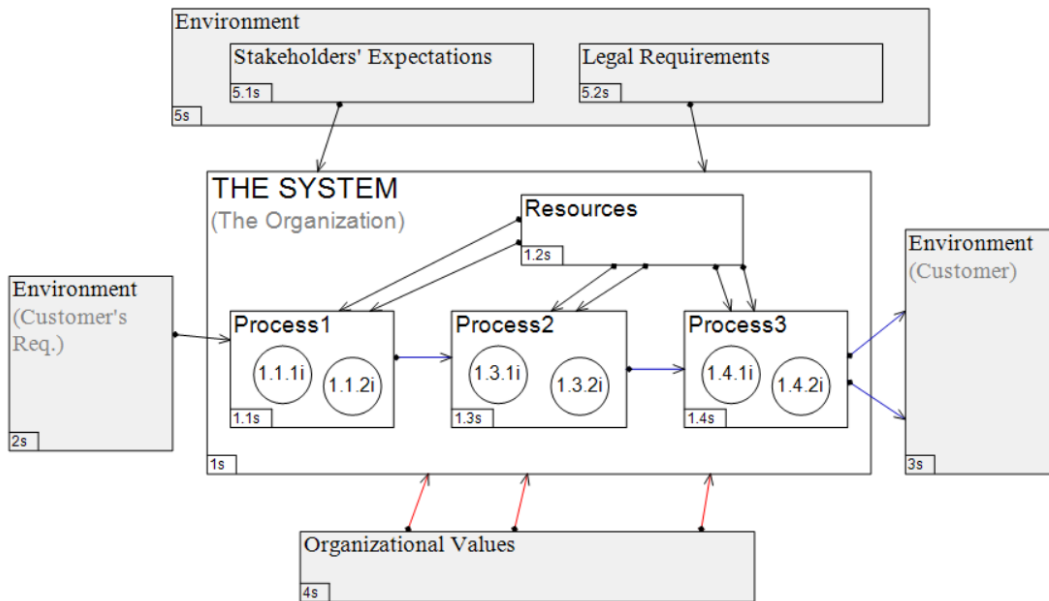 Environment
Stakeholders' Expectations
5.1s
Legal Requirements
5.2s
5s
THE SYSTEM
(The Organization)
Resources
1.2s
Environment
(Customer's
Req.)
2s
Process1
1.1.1i
1.1.2i
1.1s
Process2
1.3.1i
1.3.2i
1.3s
Process3
1.4.1i
1.4.2i
1.4s
1s
Environment
(Customer)
3s
Organizational Values
4s